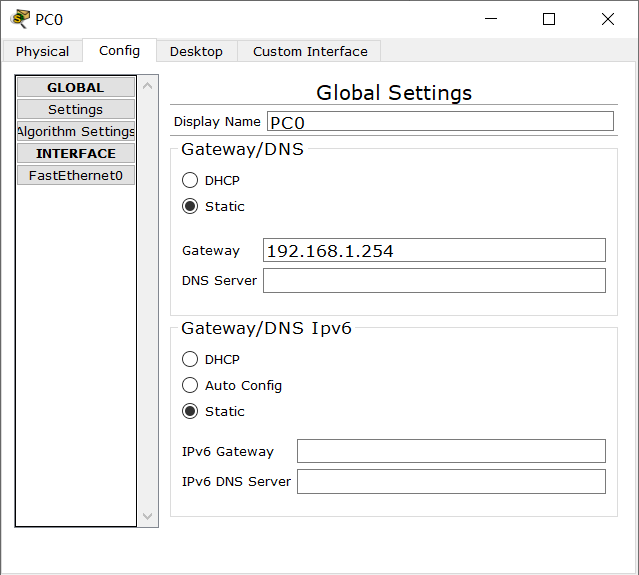 PC0
Physical Config Desktop Custom Interface
GLOBAL
Settings
Algorithm Settings
INTERFACE
FastEthernet0
Global Settings
Display Name PC0
Gateway/DNS
DHCP
Static
Gateway 192.168.1.254
DNS Server
Gateway/DNS Ipv6
DHCP
Auto Config
Static
IPv6 Gateway
IPv6 DNS Server